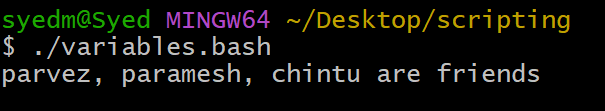 syedm@Syed MINGW64 ~/Desktop/scripting
$ ./variables.bash
parvez, paramesh, chintu are friends